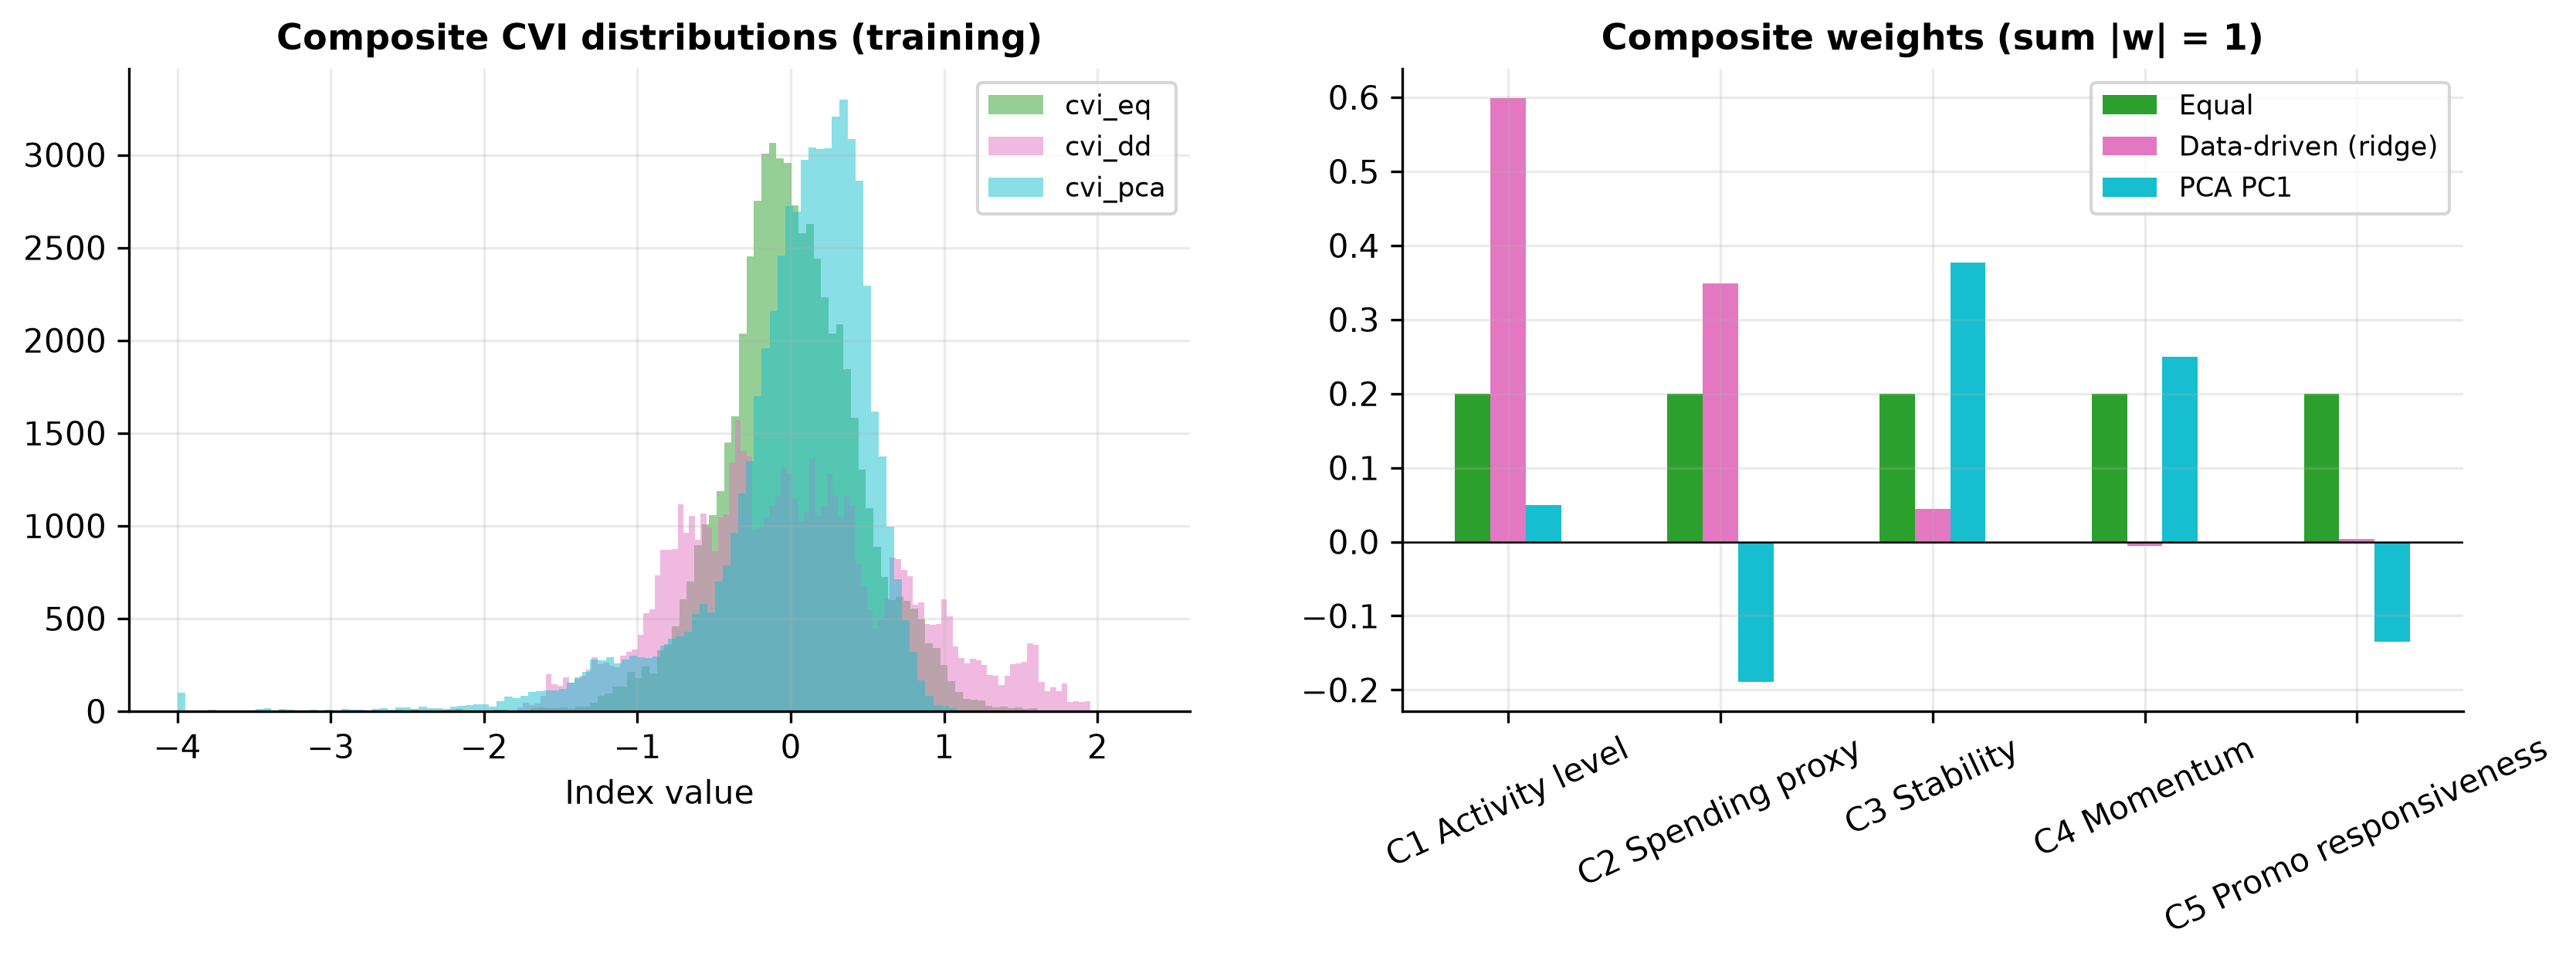 Composite CVI distributions (training)
cvi_eq
cvi_dd
cvi_pca
3000
2500
2000
1500
1000
500
0
−4 −3 −2 −1 0 1 2
Index value
Composite weights (sum |w| = 1)
Equal
Data-driven (ridge)
PCA PC1
0.6
0.5
0.4
0.3
0.2
0.1
0.0
−0.1
−0.2
C1 Activity level
C2 Spending proxy
C3 Stability
C4 Momentum
C5 Promo responsiveness